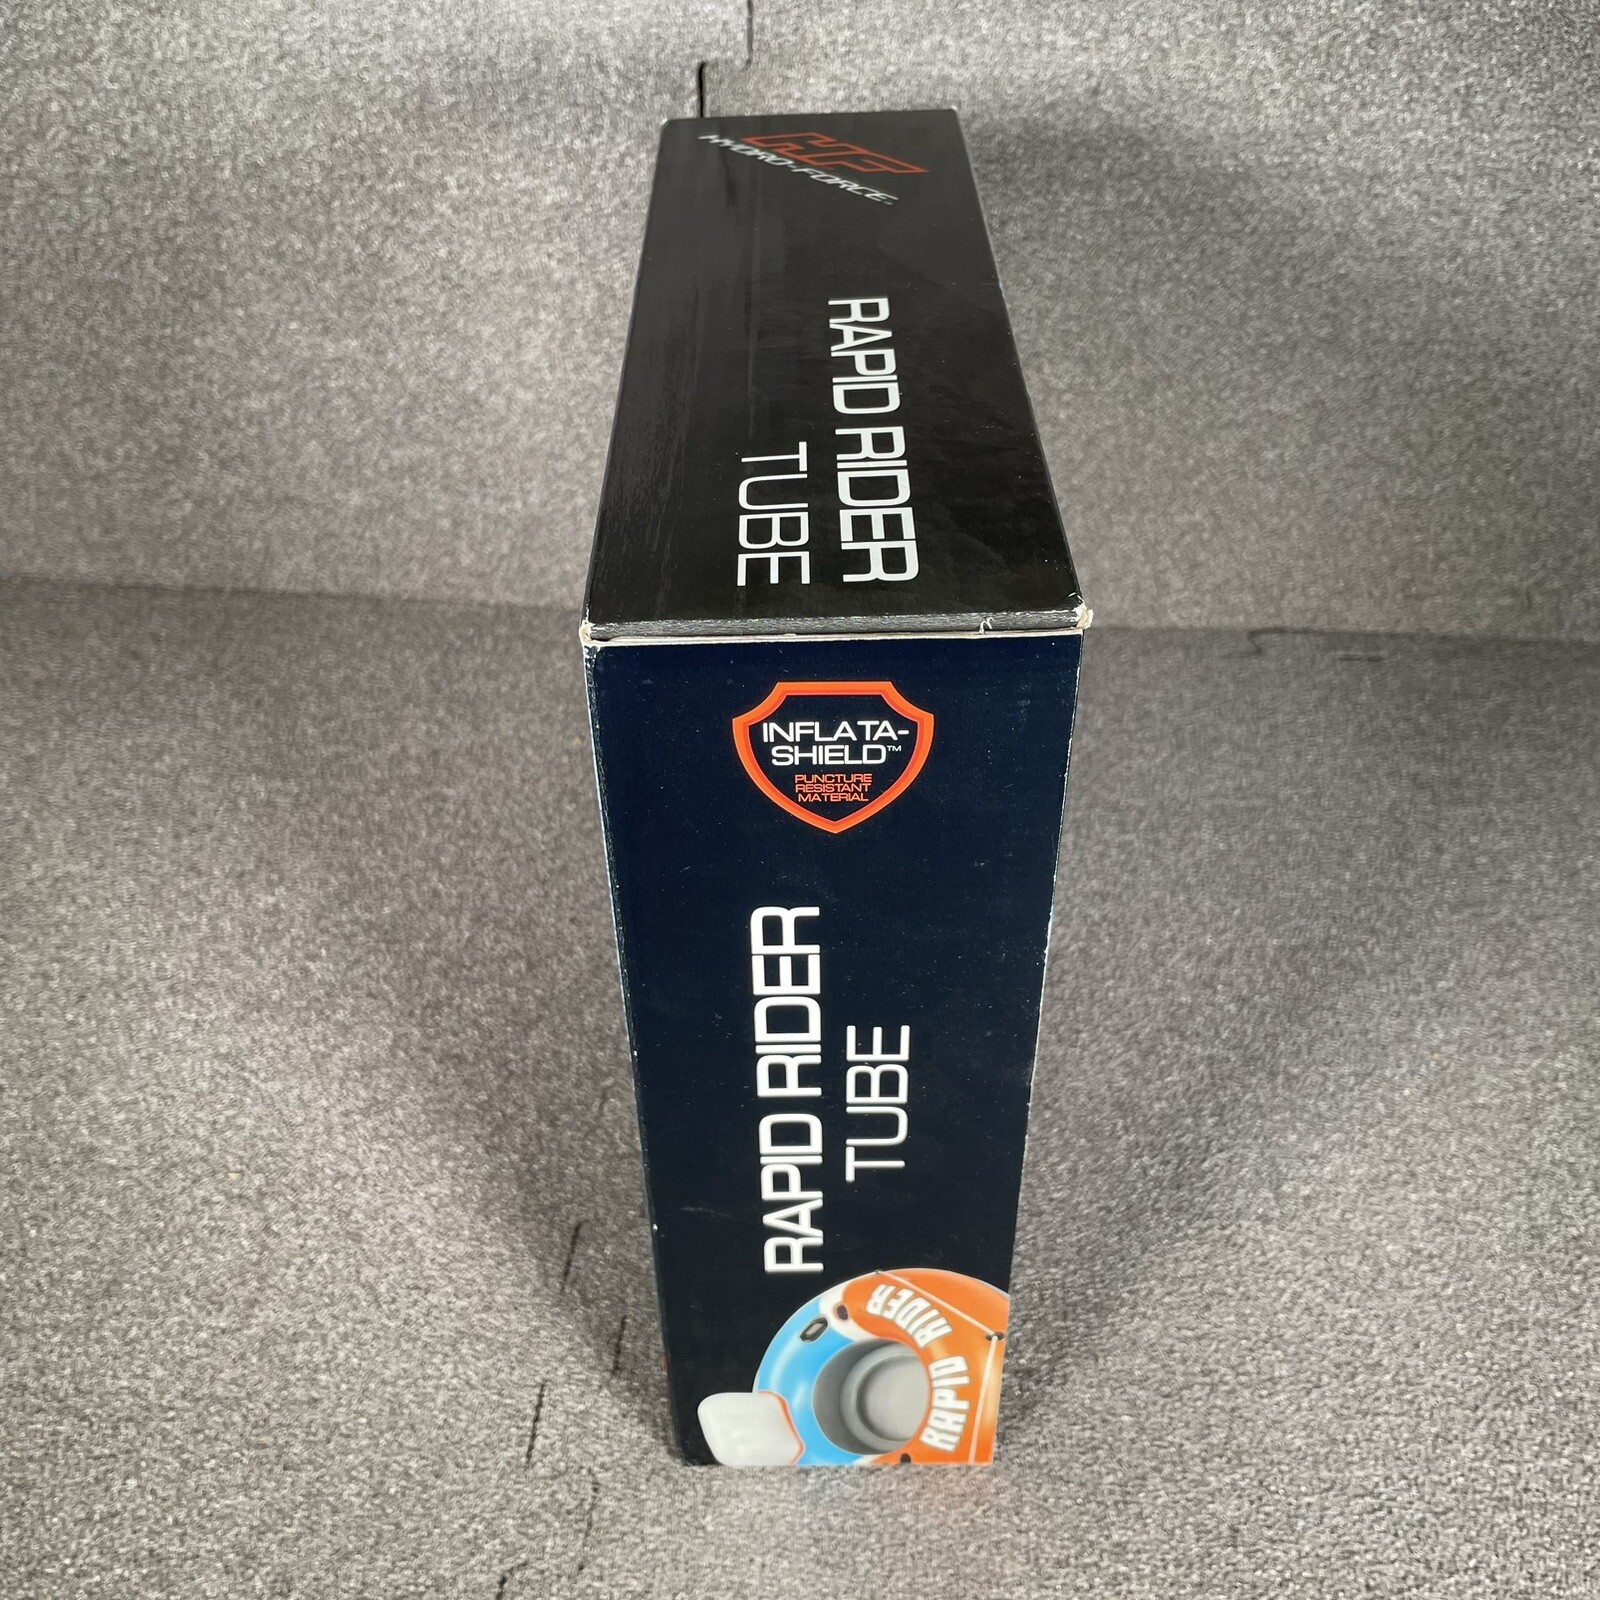 HF
HYDRO-FORCE
RAPID RIDER
TUBE
INFLATA-
SHIELD™
PUNCTURE
RESISTANT
MATERIAL
RAPID RIDER
TUBE
RAPID RIDER